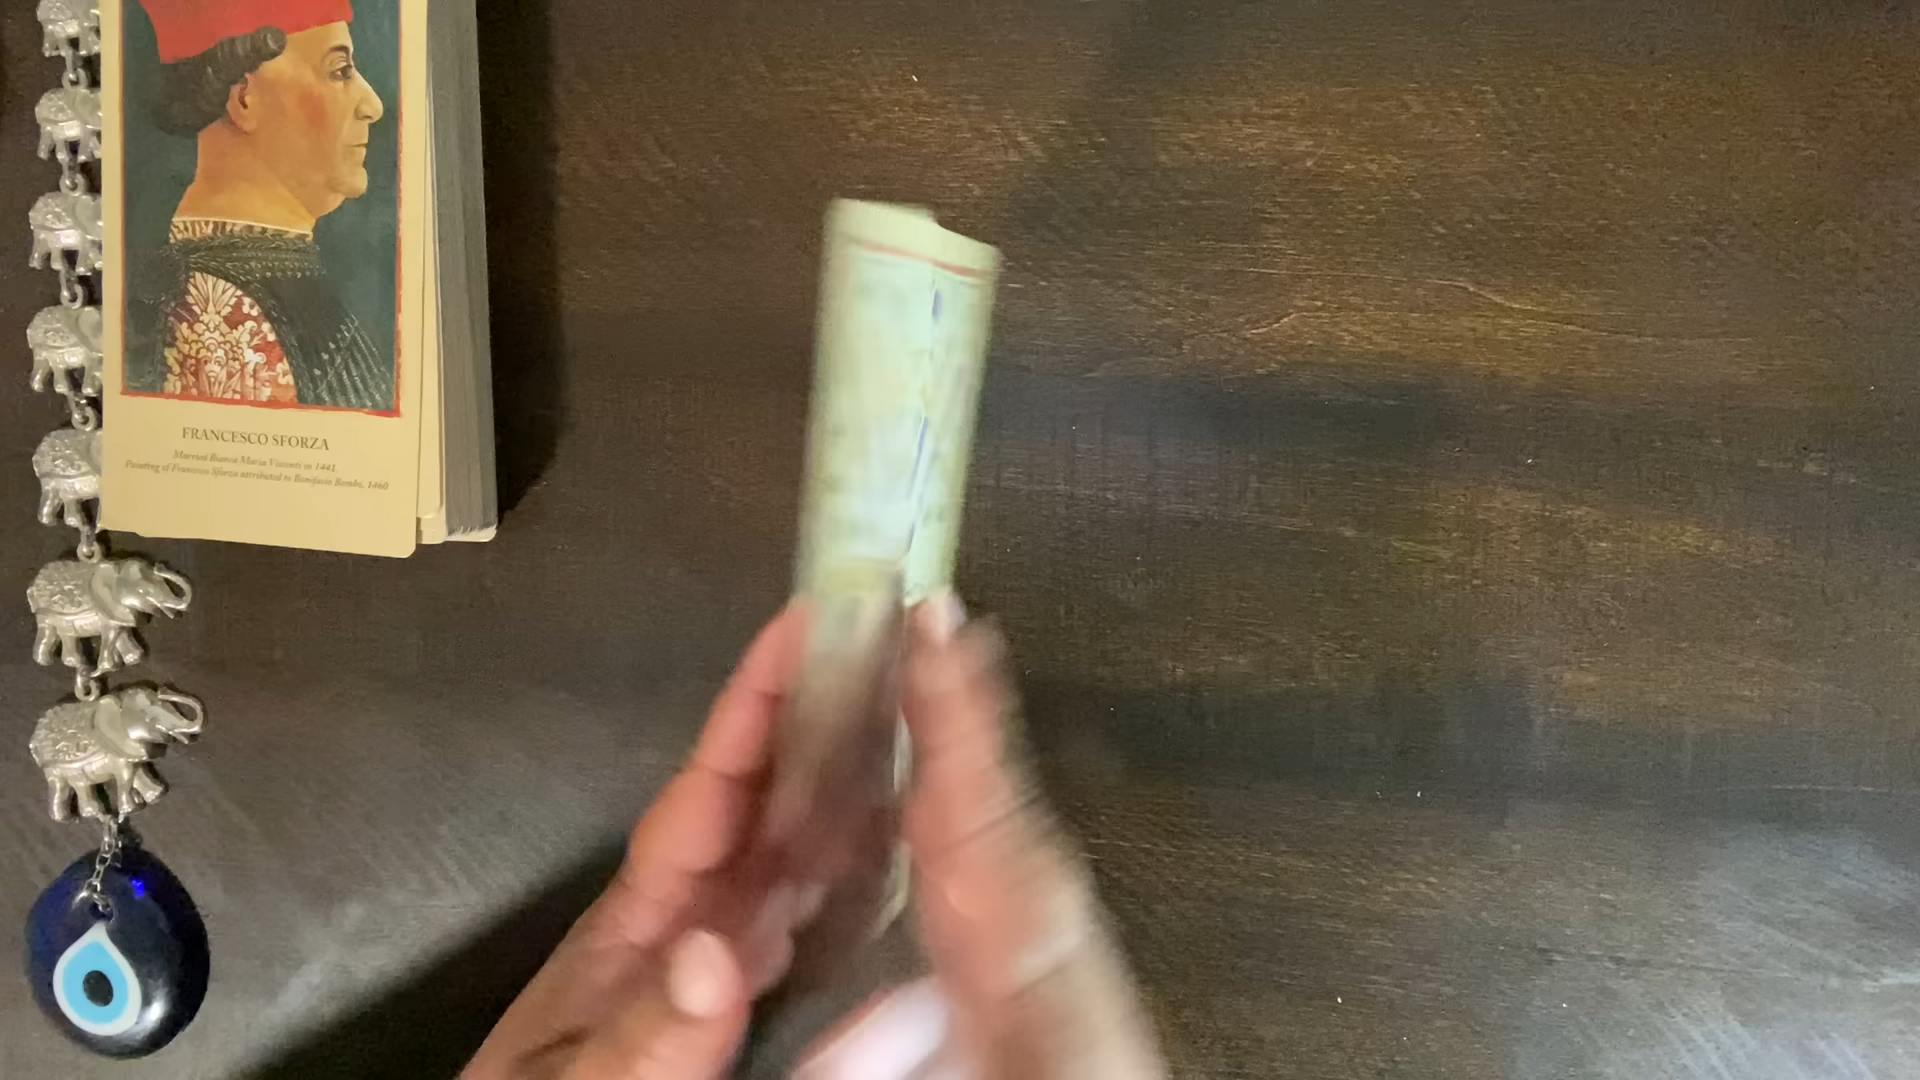 FRANCESCO SFORZA
Married Bianca Maria Visconti in 1441.
Painting of Francesco Sforza attributed to Bonifacio Bembo, 1460